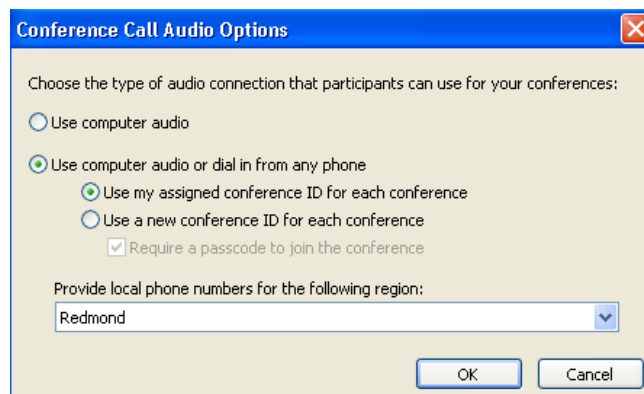 Conference Call Audio Options
Choose the type of audio connection that participants can use for your conferences:
Use computer audio
Use computer audio or dial in from any phone
Use my assigned conference ID for each conference
Use a new conference ID for each conference
Require a passcode to join the conference
Provide local phone numbers for the following region:
Redmond
OK Cancel